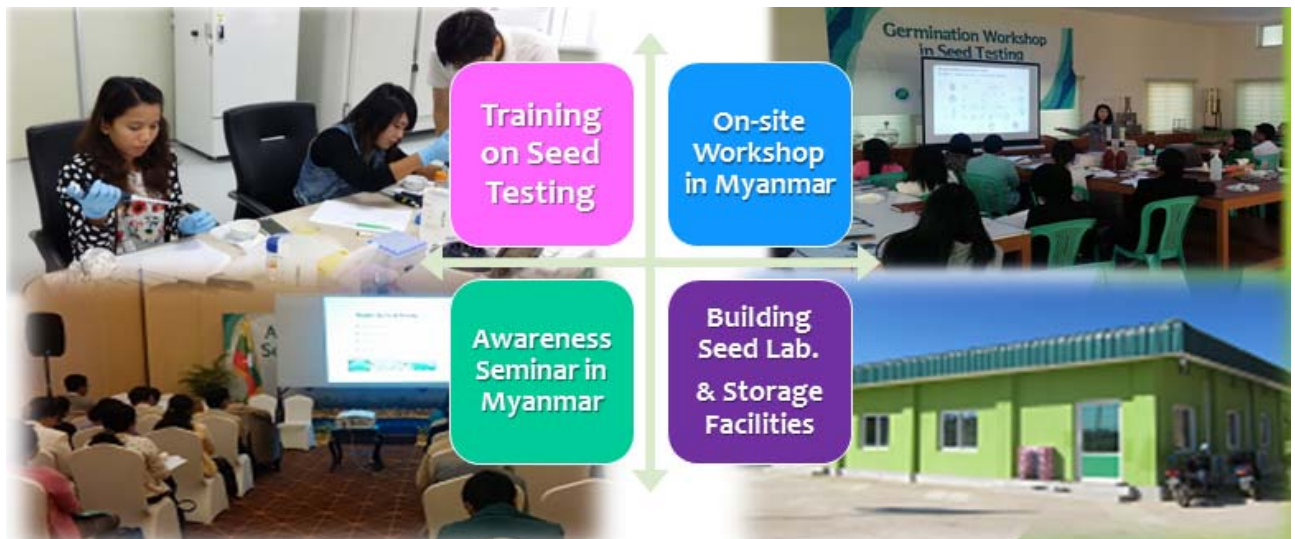 Training
on Seed
Testing
On-site
Workshop
in Myanmar
Germination Workshop
in Seed Testing
Awareness
Seminar in
Myanmar
Building
Seed Lab.
& Storage
Facilities